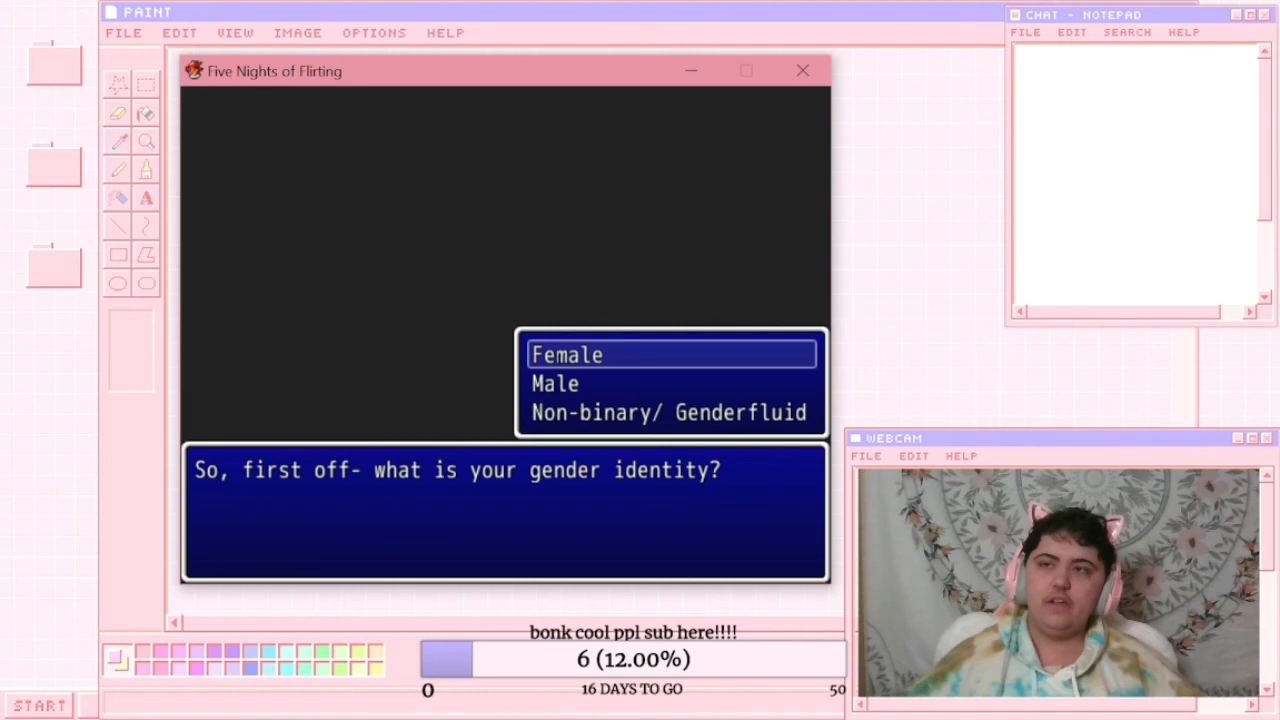 PAINT
FILE EDIT VIEW IMAGE OPTIONS HELP
Five Nights of Flirting
Female
Male
Non-binary/ Genderfluid
So, first off- what is your gender identity?
CHAT - NOTEPAD
FILE EDIT SEARCH HELP
WEBCAM
FILE EDIT HELP
A
bonk cool ppl sub here!!!!
6 (12.00%)
0 16 DAYS TO GO 50
START